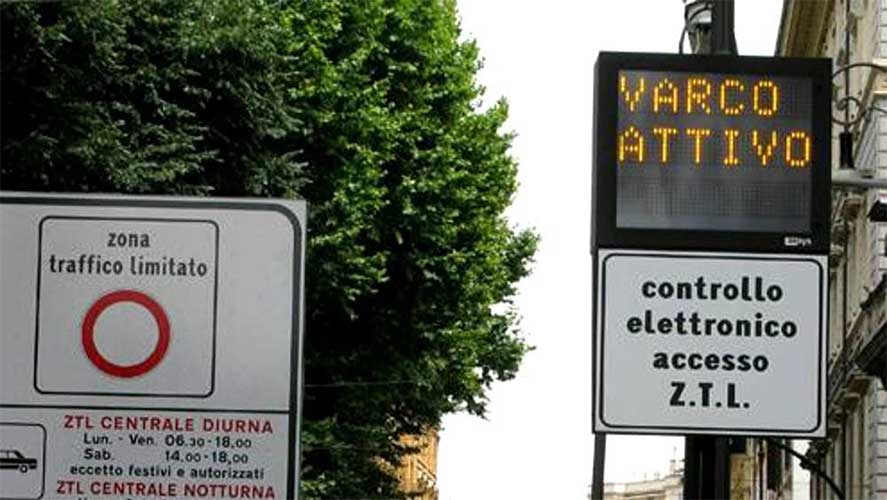 zona
traffico limitato
ZTL CENTRALE DIURNA
Lun. - Ven. 06.30 - 18,00
Sab. 14.00 - 18,00
eccetto festivi e autorizzati
ZTL CENTRALE NOTTURNA
VARCO
ATTIVO
controllo
elettronico
accesso
Z.T.L.